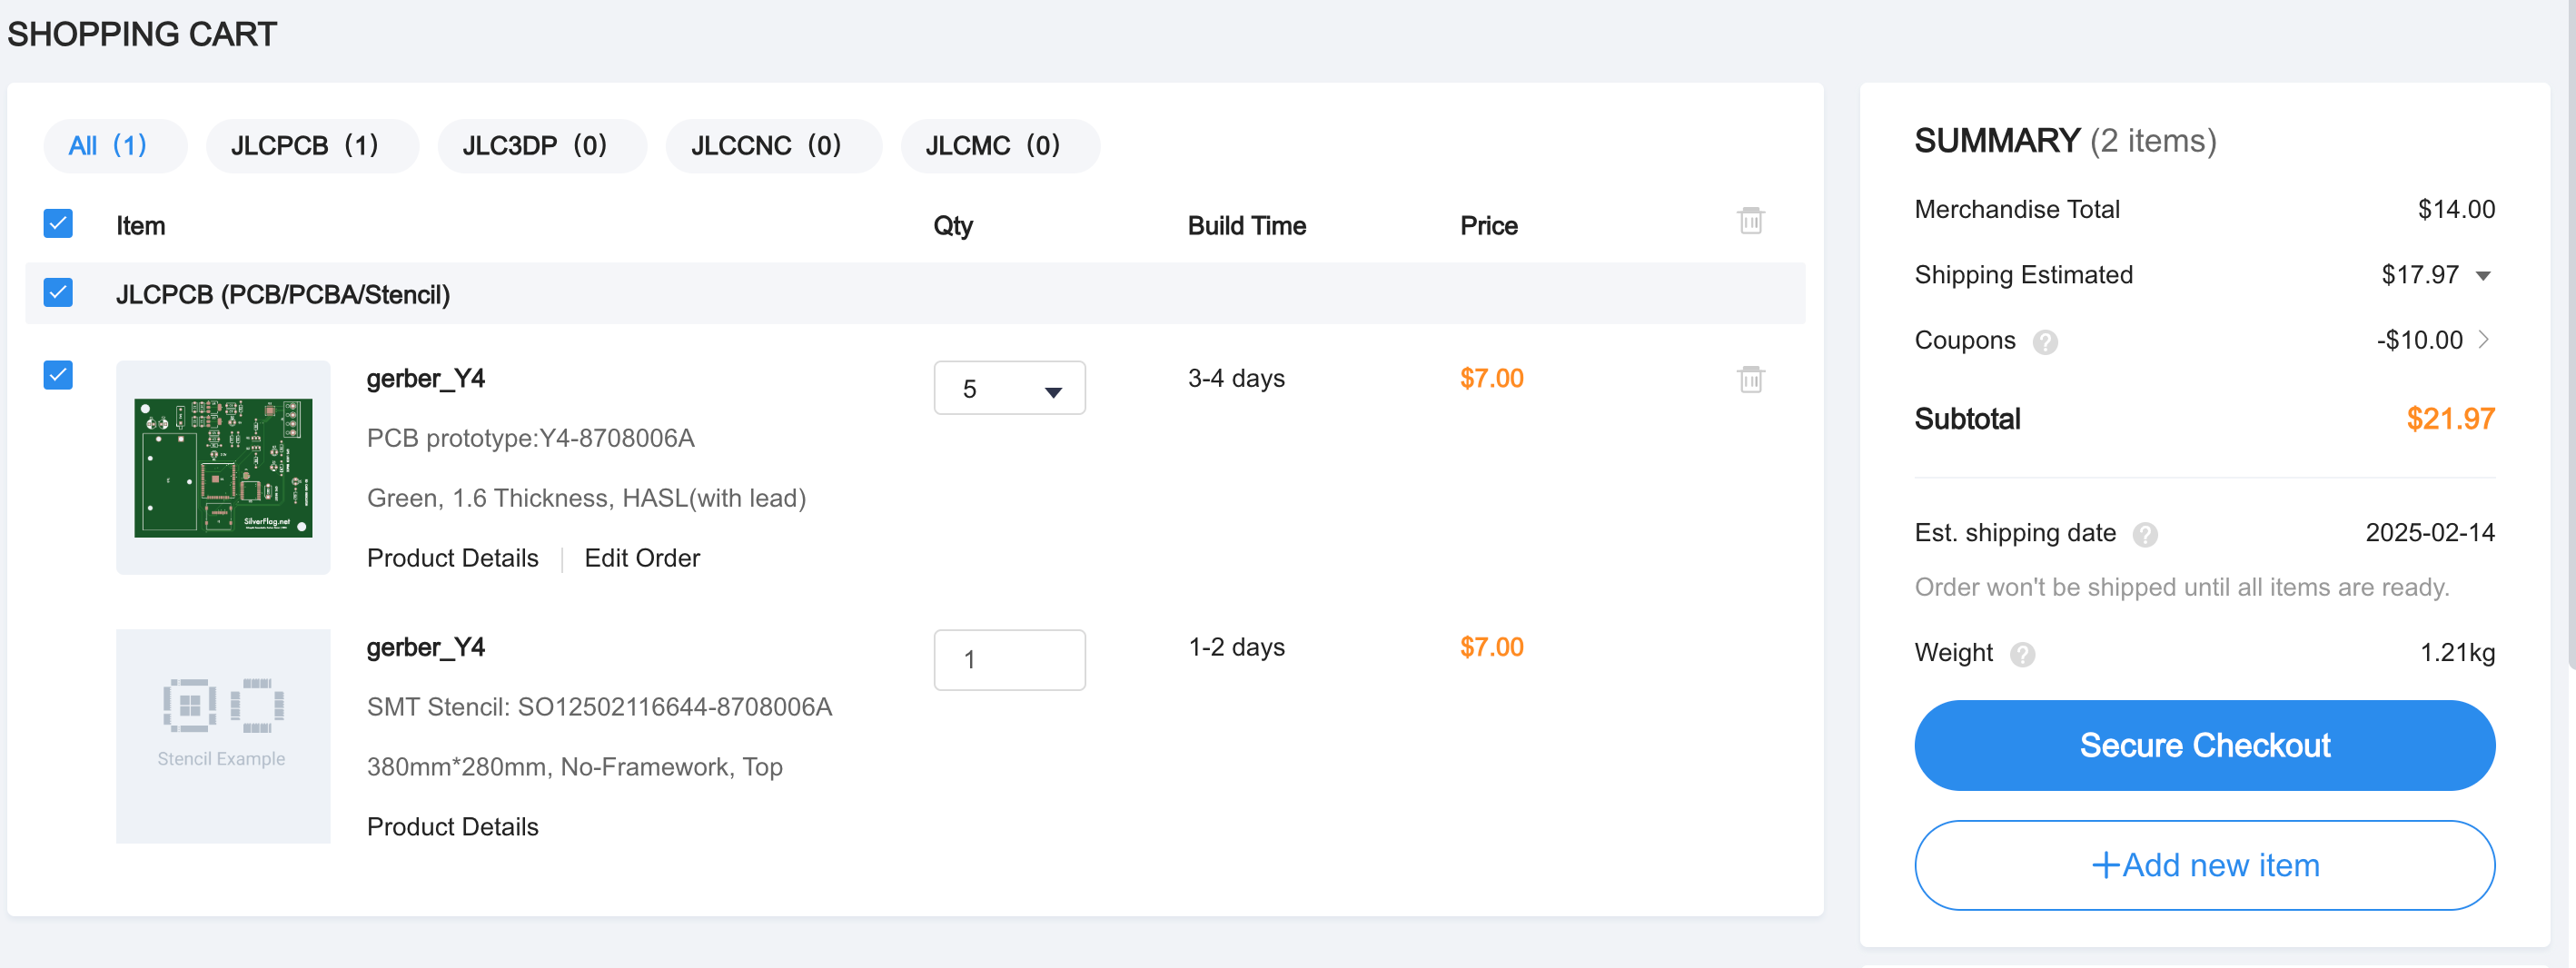 SHOPPING CART
All (1)
JLCPCB (1)
JLC3DP (0)
JLCCNC (0)
JLCMC (0)
Item
Qty
Build Time
Price
JLCPCB (PCB/PCBA/Stencil)
gerber_Y4
5
3-4 days
$7.00
PCB prototype:Y4-8708006A
Green, 1.6 Thickness, HASL(with lead)
Product Details
Edit Order
SilverFlag.net
gerber_Y4
1
1-2 days
$7.00
SMT Stencil: SO12502116644-8708006A
380mm*280mm, No-Framework, Top
Product Details
Stencil Example
SUMMARY (2 items)
Merchandise Total $14.00
Shipping Estimated $17.97
Coupons ? -$10.00
Subtotal $21.97
Est. shipping date ? 2025-02-14
Order won't be shipped until all items are ready.
Weight ? 1.21kg
Secure Checkout
+Add new item